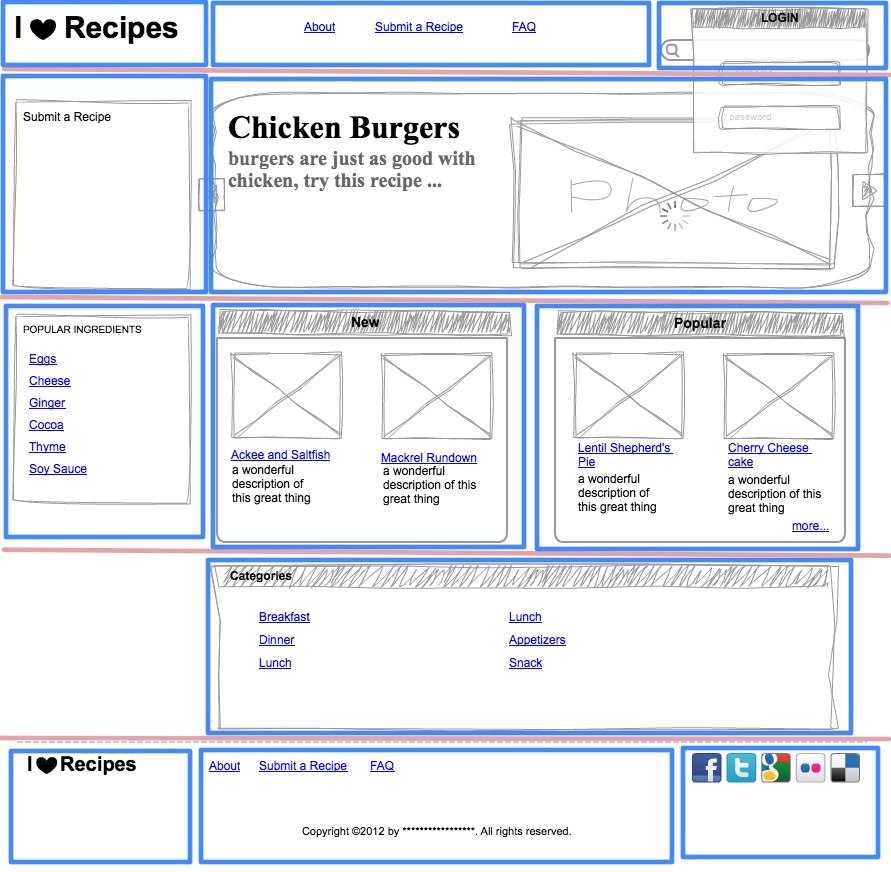 I ♥ Recipes
About Submit a Recipe FAQ
LOGIN
password
Submit a Recipe
Chicken Burgers
burgers are just as good with
chicken, try this recipe ...
Photo
POPULAR INGREDIENTS
Eggs
Cheese
Ginger
Cocoa
Thyme
Soy Sauce
New
Ackee and Saltfish
a wonderful
description of
this great thing
Mackrel Rundown
a wonderful
description of this
great thing
Popular
Lentil Shepherd's
Pie
a wonderful
description of
this great thing
Cherry Cheese
cake
a wonderful
description of this
great thing
more...
Categories
Breakfast Lunch
Dinner Appetizers
Lunch Snack
I ♥ Recipes
About Submit a Recipe FAQ
Copyright ©2012 by *****************. All rights reserved.